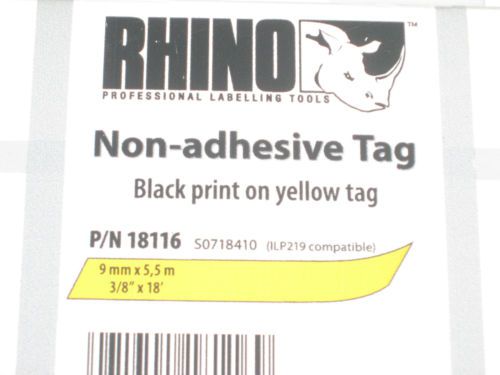 RHINO™
PROFESSIONAL LABELLING TOOLS
Non-adhesive Tag
Black print on yellow tag
P/N 18116 S0718410 (ILP219 compatible)
9 mm x 5,5 m
3/8" x 18'